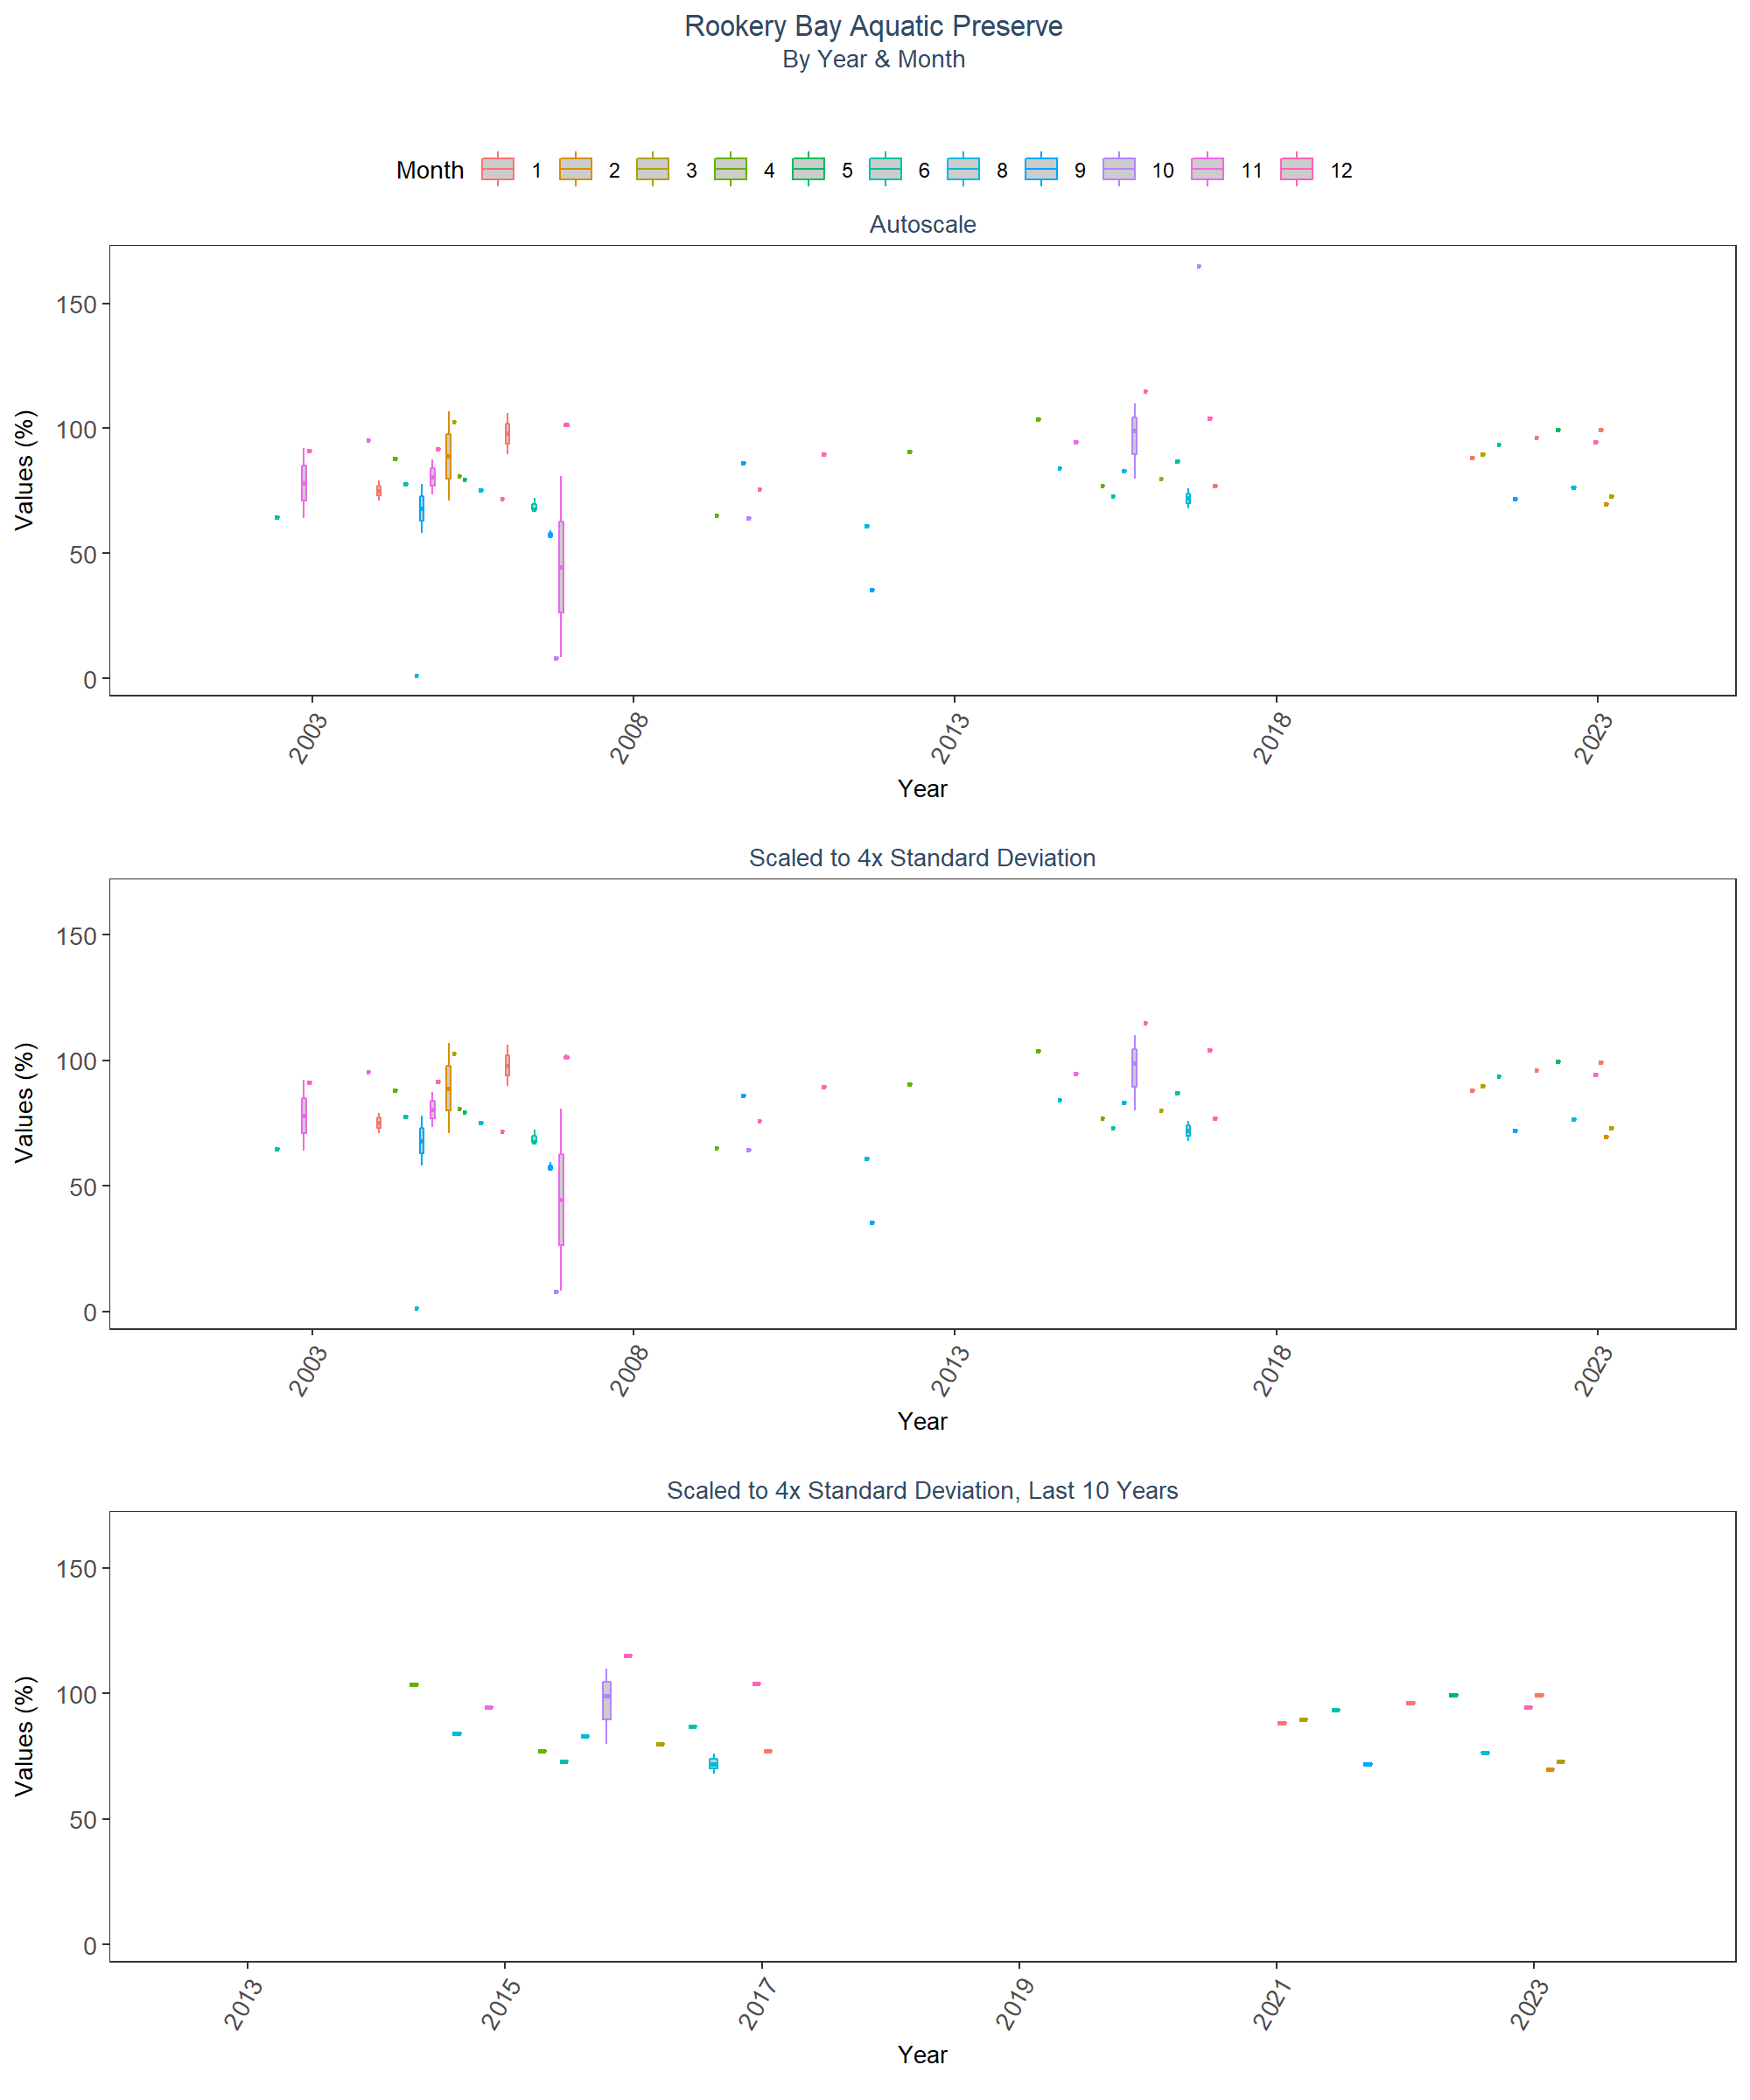 Rookery Bay Aquatic Preserve
By Year & Month
Month 1 2 3 4 5 6 8 9 10 11 12
Autoscale
Values (%)
150
100
50
0
2003 2008 2013 2018 2023
Year
Scaled to 4x Standard Deviation
Values (%)
150
100
50
0
2003 2008 2013 2018 2023
Year
Scaled to 4x Standard Deviation, Last 10 Years
Values (%)
150
100
50
0
2013 2015 2017 2019 2021 2023
Year